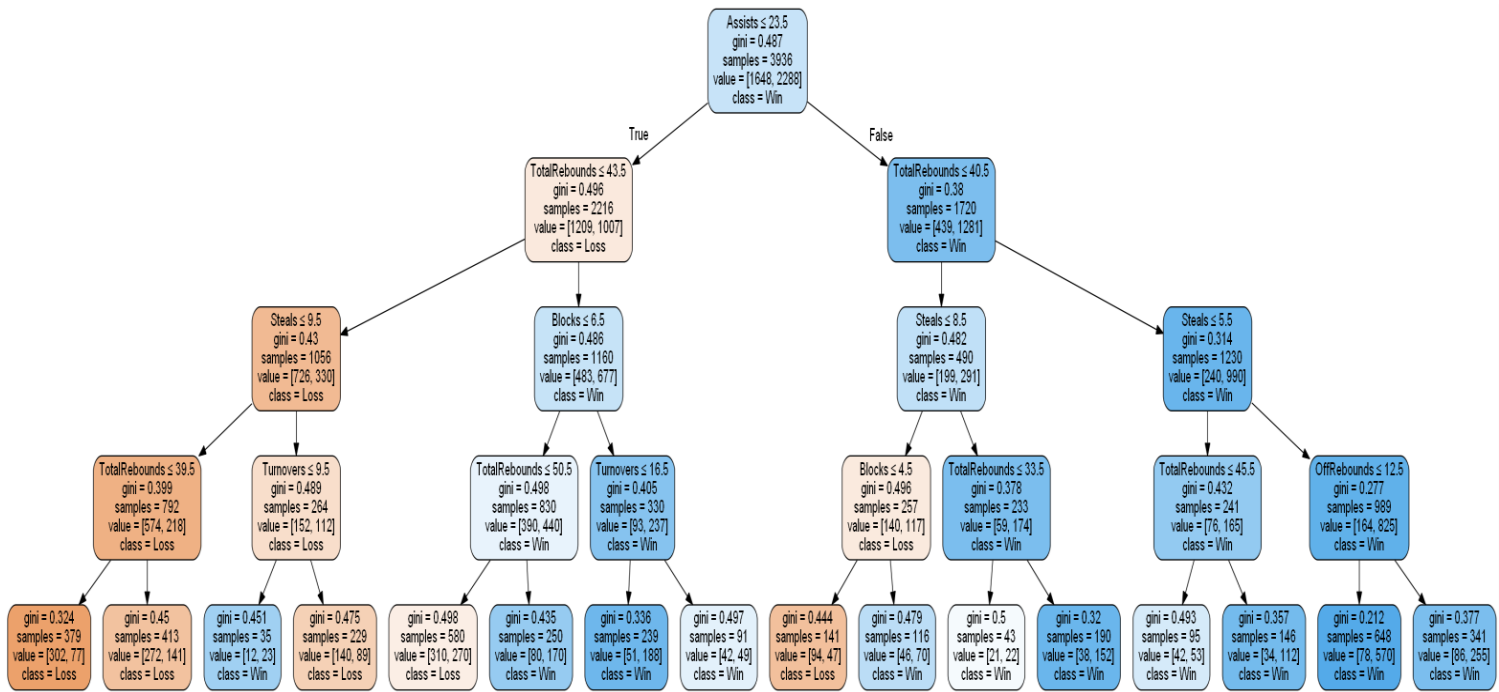 Assists ≤ 23.5
gini = 0.487
samples = 3936
value = [1648, 2288]
class = Win
True
False
TotalRebounds ≤ 43.5
gini = 0.496
samples = 2216
value = [1209, 1007]
class = Loss
TotalRebounds ≤ 40.5
gini = 0.38
samples = 1720
value = [439, 1281]
class = Win
Steals ≤ 9.5
gini = 0.43
samples = 1056
value = [726, 330]
class = Loss
Blocks ≤ 6.5
gini = 0.486
samples = 1160
value = [483, 677]
class = Win
Steals ≤ 8.5
gini = 0.482
samples = 490
value = [199, 291]
class = Win
Steals ≤ 5.5
gini = 0.314
samples = 1230
value = [240, 990]
class = Win
TotalRebounds ≤ 39.5
gini = 0.399
samples = 792
value = [574, 218]
class = Loss
Turnovers ≤ 9.5
gini = 0.489
samples = 264
value = [152, 112]
class = Loss
TotalRebounds ≤ 50.5
gini = 0.498
samples = 830
value = [390, 440]
class = Win
Turnovers ≤ 16.5
gini = 0.405
samples = 330
value = [93, 237]
class = Win
Blocks ≤ 4.5
gini = 0.496
samples = 257
value = [140, 117]
class = Loss
TotalRebounds ≤ 33.5
gini = 0.378
samples = 233
value = [59, 174]
class = Win
TotalRebounds ≤ 45.5
gini = 0.432
samples = 241
value = [76, 165]
class = Win
OffRebounds ≤ 12.5
gini = 0.277
samples = 989
value = [164, 825]
class = Win
gini = 0.324
samples = 379
value = [302, 77]
class = Loss
gini = 0.45
samples = 413
value = [272, 141]
class = Loss
gini = 0.451
samples = 35
value = [12, 23]
class = Win
gini = 0.475
samples = 229
value = [140, 89]
class = Loss
gini = 0.498
samples = 580
value = [310, 270]
class = Loss
gini = 0.435
samples = 250
value = [80, 170]
class = Win
gini = 0.336
samples = 239
value = [51, 188]
class = Win
gini = 0.497
samples = 91
value = [42, 49]
class = Win
gini = 0.444
samples = 141
value = [94, 47]
class = Loss
gini = 0.479
samples = 116
value = [46, 70]
class = Win
gini = 0.5
samples = 43
value = [21, 22]
class = Win
gini = 0.32
samples = 190
value = [38, 152]
class = Win
gini = 0.493
samples = 95
value = [42, 53]
class = Win
gini = 0.357
samples = 146
value = [34, 112]
class = Win
gini = 0.212
samples = 648
value = [78, 570]
class = Win
gini = 0.377
samples = 341
value = [86, 255]
class = Win